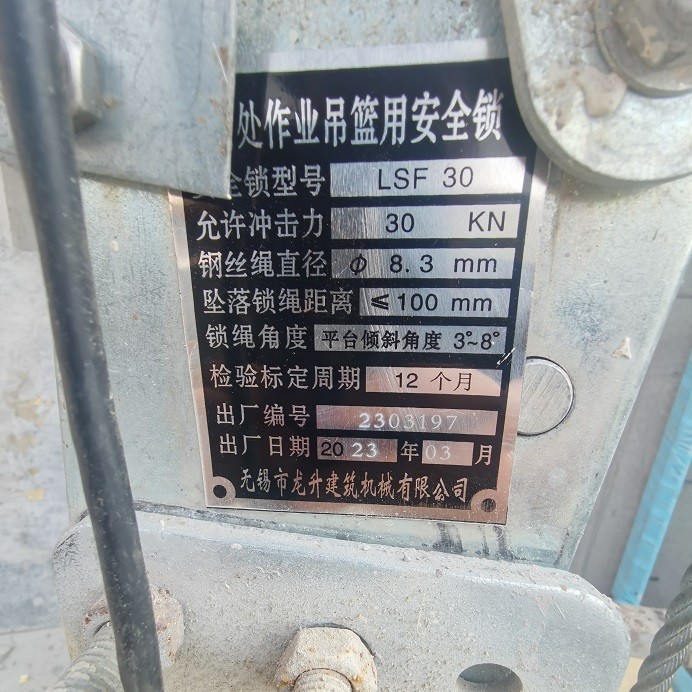 处作业吊篮用安全锁
全锁型号 LSF 30
允许冲击力 30 KN
钢丝绳直径 ϕ 8.3 mm
坠落锁绳距离 ≤100 mm
锁绳角度 平台倾斜角度 3°~8°
检验标定周期 12 个月
出厂编号 2303197
出厂日期 2023 年 03 月
无锡市龙升建筑机械有限公司